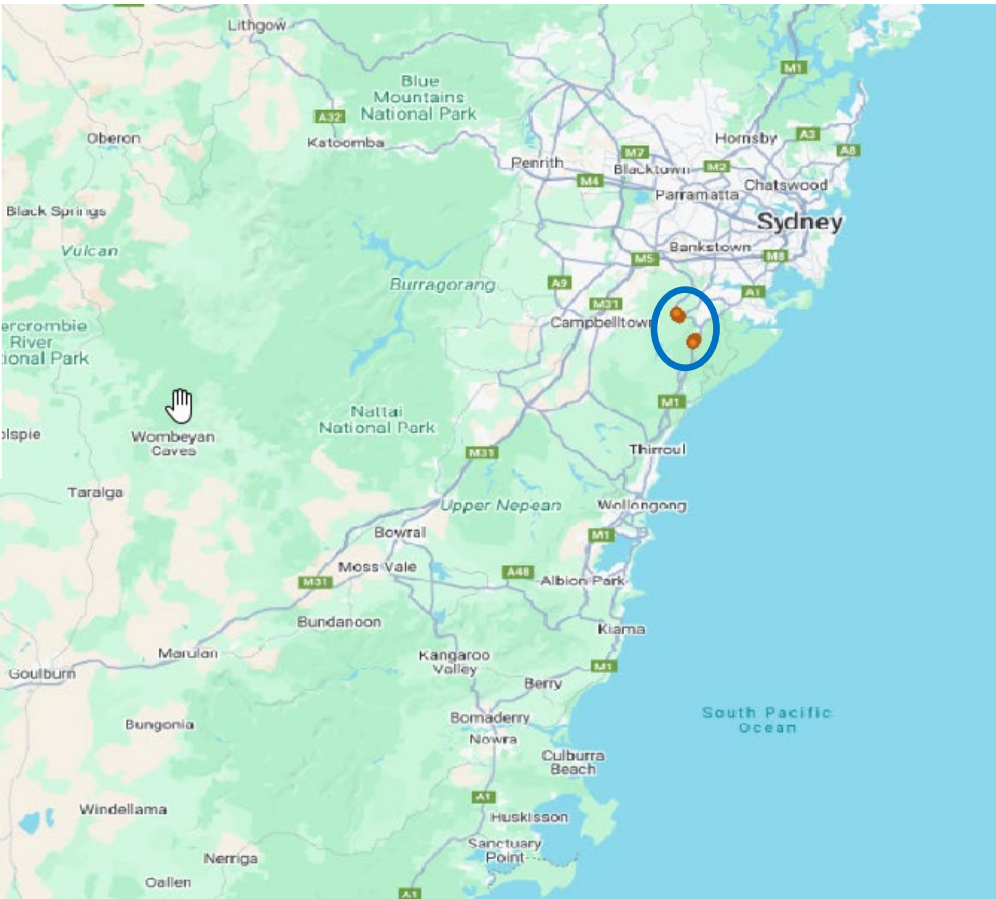 Lithgow
M1
Blue
Mountains
National Park
A32
Oberon
Katoomba
Hornsby
A3
A8
Penrith
M7
Blacktown
M2
M4
Parramatta
Chatswood
Black Springs
Sydney
Vulcan
Bankstown
M5
M8
Burragorang
A9
A1
M31
Campbelltown
ercrombie
River
ional Park
Nattai
National Park
M1
olspie
Wombeyan
Caves
M31
Thirroul
Taralga
Upper Nepean
Wollongong
Bowral
M1
Moss Vale
A48
Albion Park
M31
Bundanoon
Kiama
Marulan
Kangaroo
Valley
M1
Goulburn
Berry
South Pacific
Ocean
Bungonia
Bomaderry
Nowra
Culburra
Beach
A1
Windellama
Huskisson
Sanctuary
Point
Nerriga
Oallen
A1